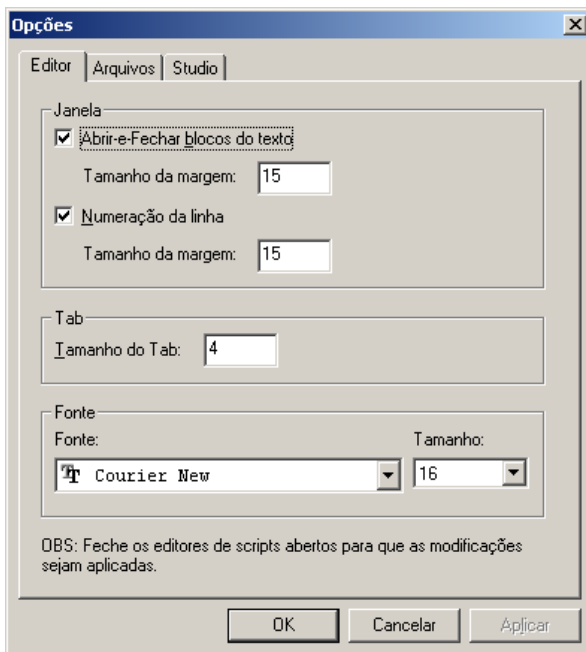 Opções
Editor Arquivos Studio
Janela
Abrir-e-Fechar blocos do texto
Tamanho da margem: 15
Numeração da linha
Tamanho da margem: 15
Tab
Tamanho do Tab: 4
Fonte
Fonte: Tamanho:
Courier New 16
OBS: Feche os editores de scripts abertos para que as modificações
sejam aplicadas.
OK Cancelar Aplicar